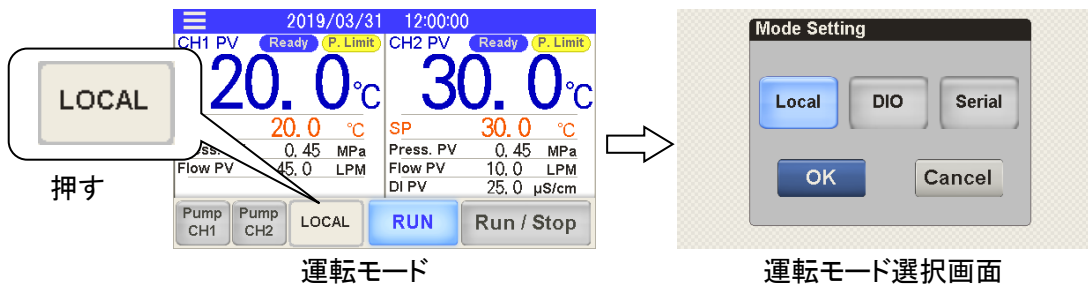 LOCAL
押す
2019/03/31 12:00:00
CH1 PV Ready P. Limit
20.0℃
20.0 ℃
0.45 MPa
Flow PV 45.0 LPM
CH2 PV Ready P. Limit
30.0℃
SP 30.0 ℃
Press. PV 0.45 MPa
Flow PV 10.0 LPM
DI PV 25.0 μS/cm
Pump CH1
Pump CH2
LOCAL
RUN
Run / Stop
運転モード
Mode Setting
Local DIO Serial
OK Cancel
運転モード選択画面